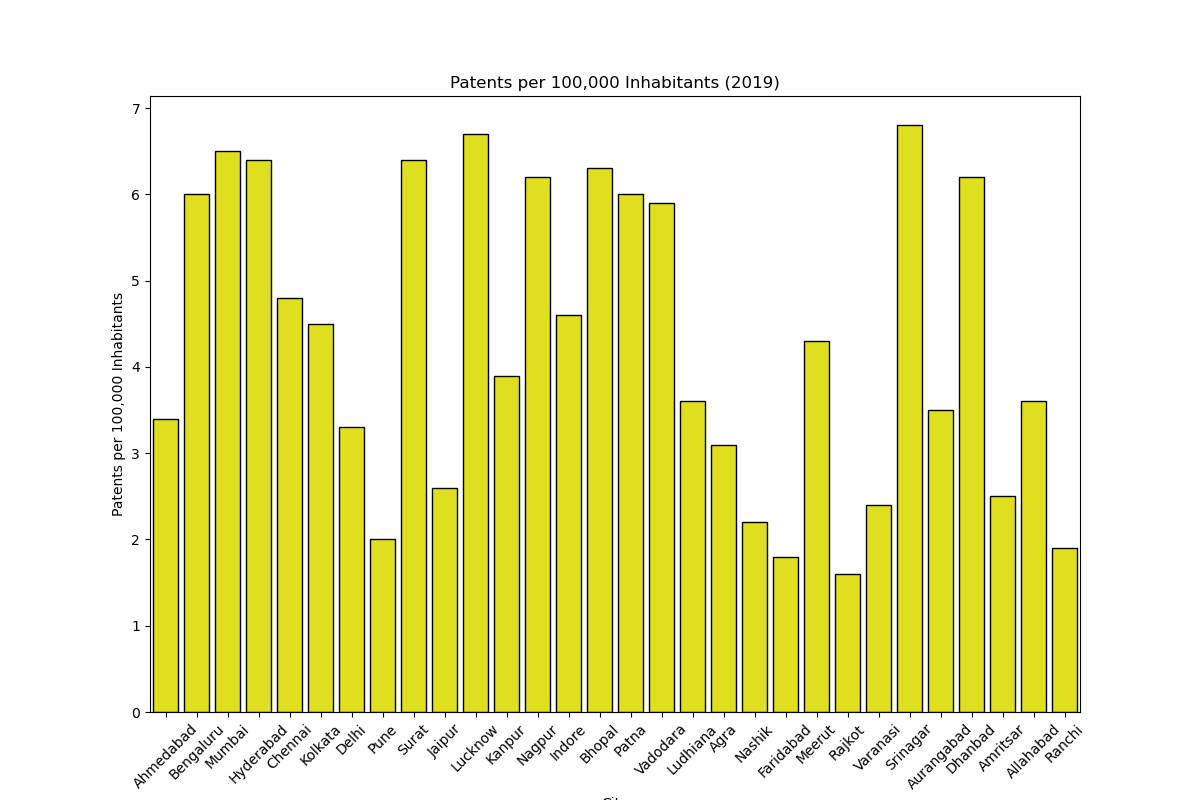 Patents per 100,000 Inhabitants (2019)
Patents per 100,000 Inhabitants
7
6
5
4
3
2
1
0
Ahmedabad
Bengaluru
Mumbai
Hyderabad
Chennai
Kolkata
Delhi
Pune
Surat
Jaipur
Lucknow
Kanpur
Nagpur
Indore
Bhopal
Patna
Vadodara
Ludhiana
Agra
Nashik
Faridabad
Meerut
Rajkot
Varanasi
Srinagar
Aurangabad
Dhanbad
Amritsar
Allahabad
Ranchi